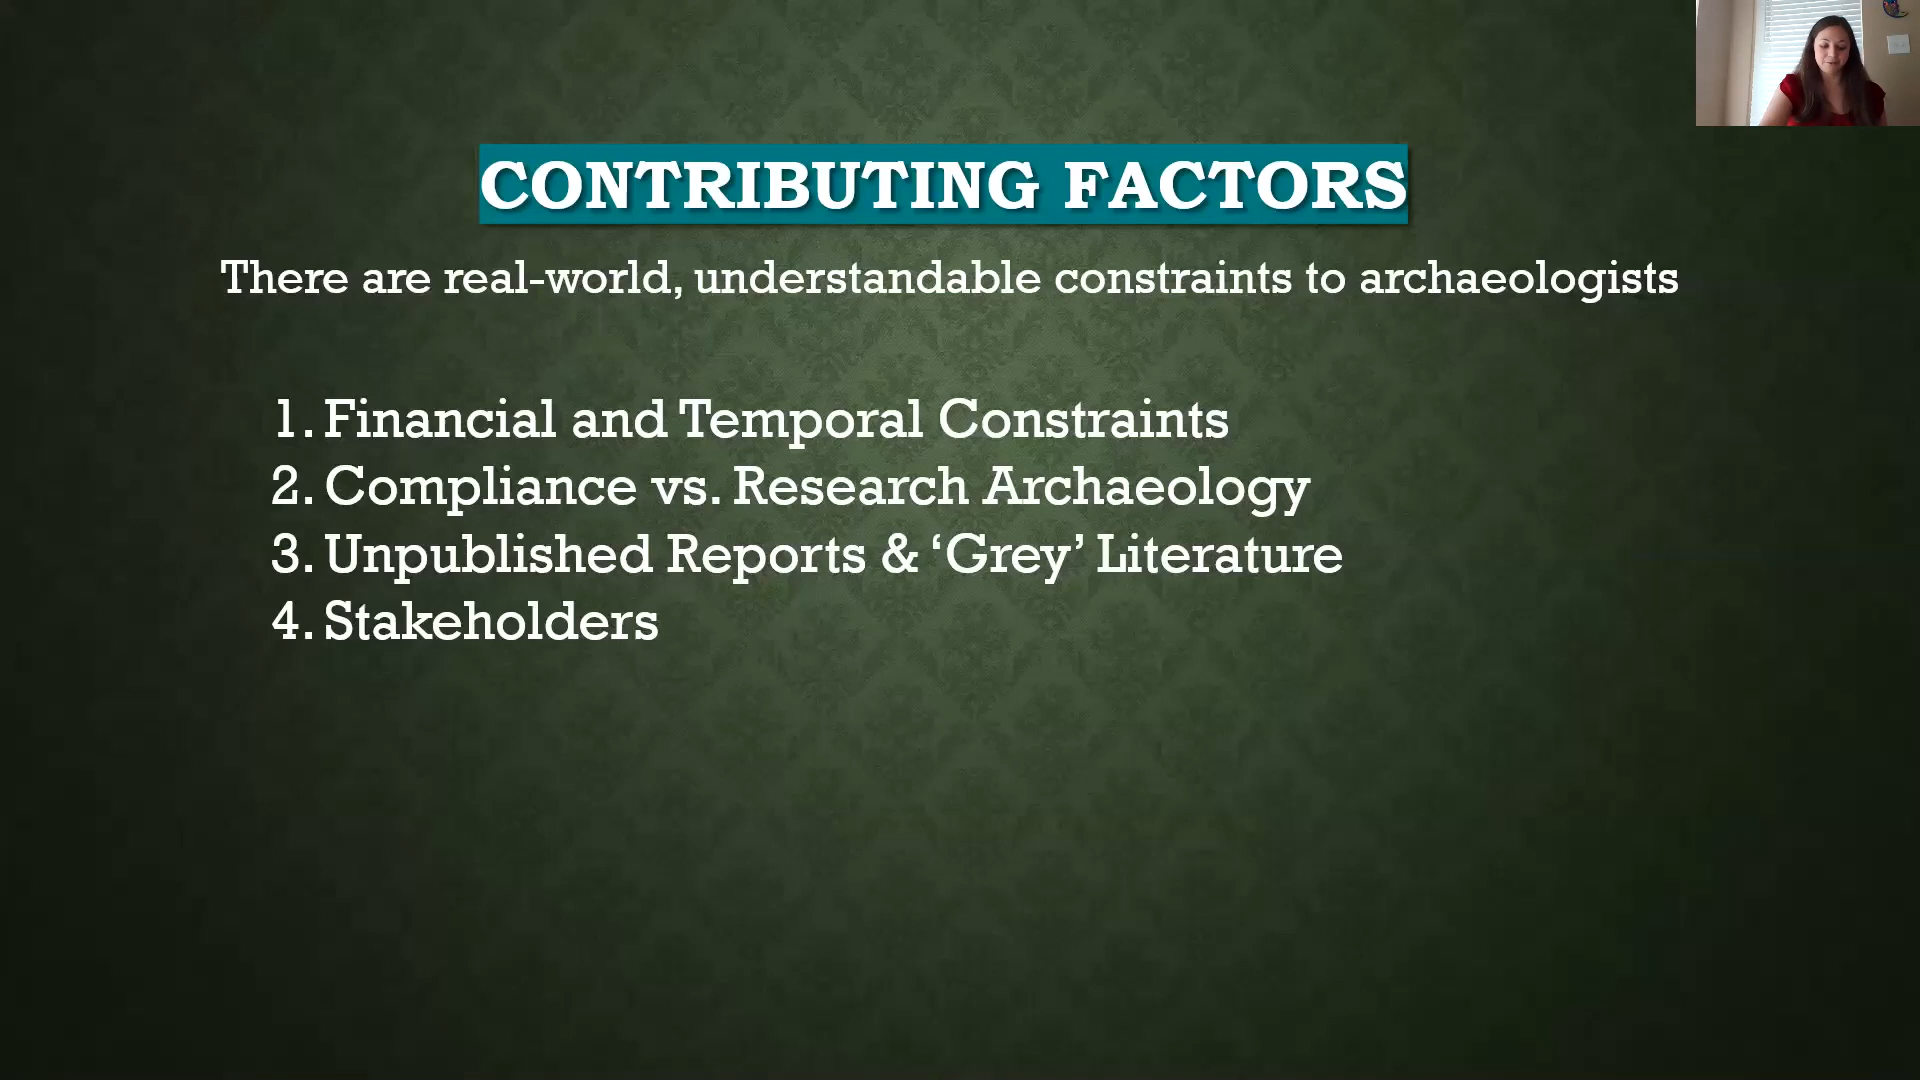 CONTRIBUTING FACTORS
There are real-world, understandable constraints to archaeologists
1. Financial and Temporal Constraints
2. Compliance vs. Research Archaeology
3. Unpublished Reports & ‘Grey’ Literature
4. Stakeholders